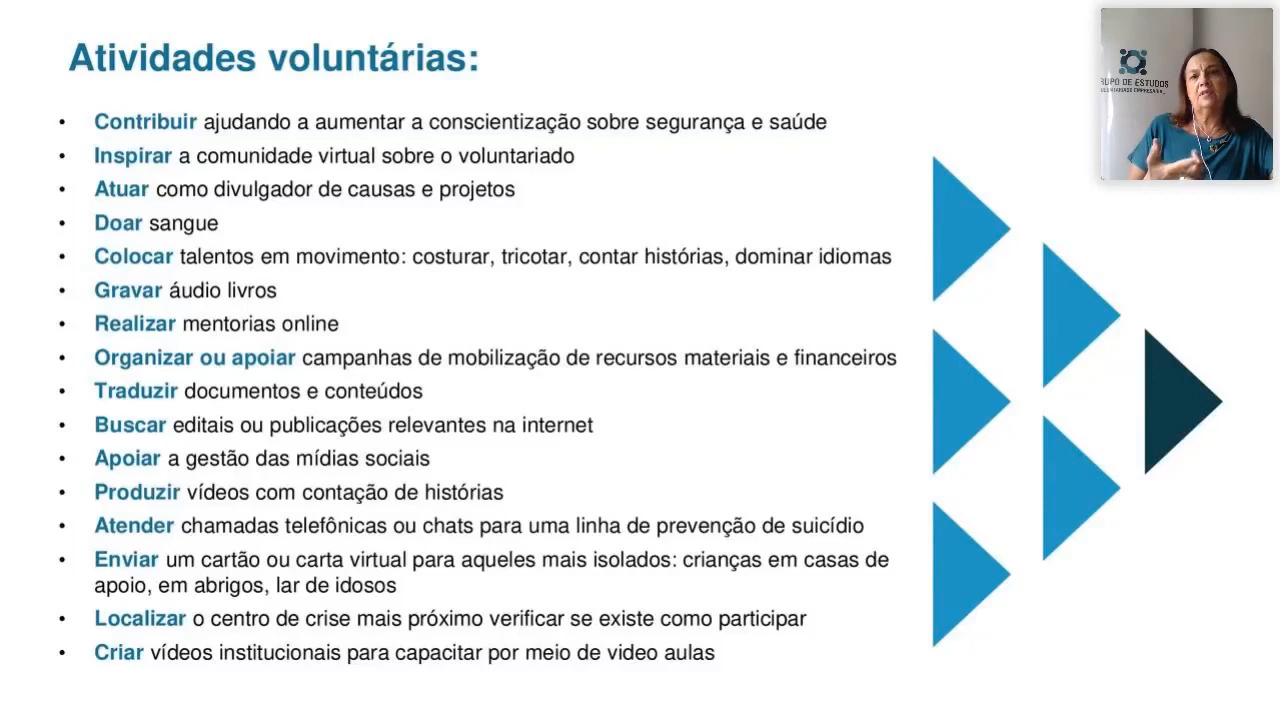 Atividades voluntárias:
• Contribuir ajudando a aumentar a conscientização sobre segurança e saúde
• Inspirar a comunidade virtual sobre o voluntariado
• Atuar como divulgador de causas e projetos
• Doar sangue
• Colocar talentos em movimento: costurar, tricotar, contar histórias, dominar idiomas
• Gravar áudio livros
• Realizar mentorias online
• Organizar ou apoiar campanhas de mobilização de recursos materiais e financeiros
• Traduzir documentos e conteúdos
• Buscar editais ou publicações relevantes na internet
• Apoiar a gestão das mídias sociais
• Produzir vídeos com contação de histórias
• Atender chamadas telefônicas ou chats para uma linha de prevenção de suicídio
• Enviar um cartão ou carta virtual para aqueles mais isolados: crianças em casas de
apoio, em abrigos, lar de idosos
• Localizar o centro de crise mais próximo verificar se existe como participar
• Criar vídeos institucionais para capacitar por meio de video aulas
RUPO DE ESTUDOS
VOLUNTARIADO EMPRESARIAL